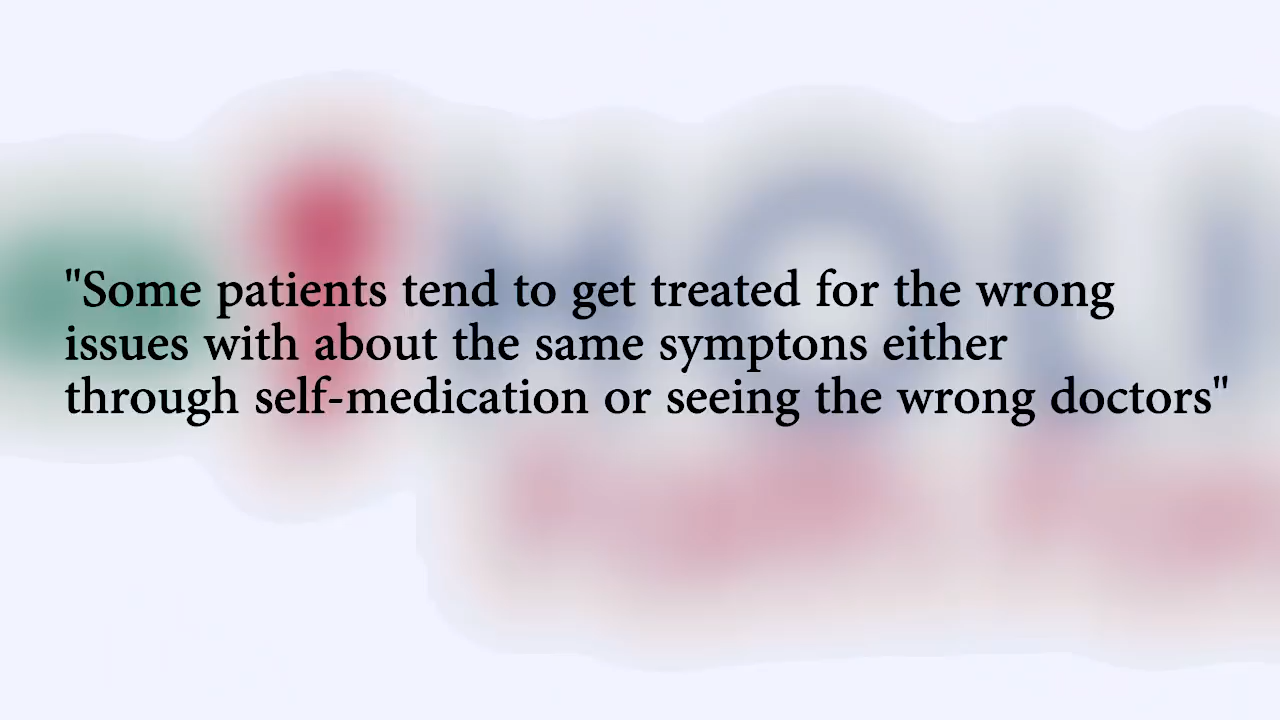 "Some patients tend to get treated for the wrong
issues with about the same symptons either
through self-medication or seeing the wrong doctors"